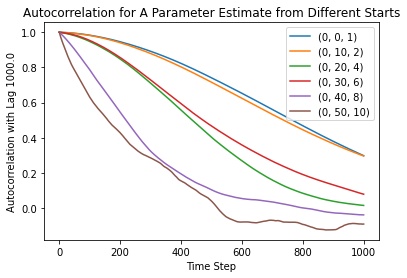 Autocorrelation for A Parameter Estimate from Different Starts
Autocorrelation with Lag 1000.0
1.0
0.8
0.6
0.4
0.2
0.0
(0, 0, 1)
(0, 10, 2)
(0, 20, 4)
(0, 30, 6)
(0, 40, 8)
(0, 50, 10)
0 200 400 600 800 1000
Time Step